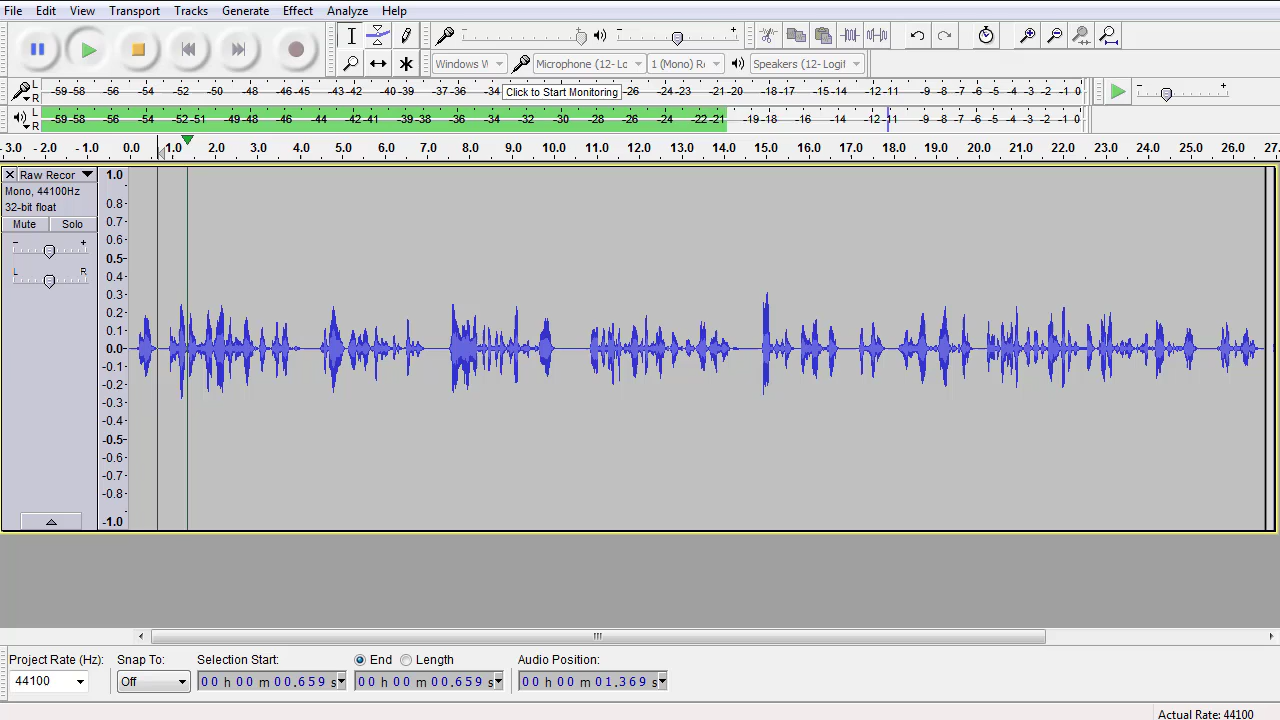 File Edit View Transport Tracks Generate Effect Analyze Help
Windows W Microphone (12- Lc 1 (Mono) R Speakers (12- Logit
L R -59 -58 -56 -54 -52 -50 -48 -46 -44 -42 -40 -39 -37 -36 -34 Click to Start Monitoring -26 -24 -23 -21 -20 -18 -17 -15 -14 -12 -11 -9 -8 -7 -6 -5 -4 -3 -2 -1 0
L R -59 -58 -56 -54 -52 -51 -49 -48 -46 -44 -42 -41 -39 -38 -36 -34 -32 -30 -28 -26 -24 -22 -21 -19 -18 -16 -14 -12 -11 -9 -8 -7 -6 -5 -4 -3 -2 -1 0
-3.0 -2.0 -1.0 0.0 1.0 2.0 3.0 4.0 5.0 6.0 7.0 8.0 9.0 10.0 11.0 12.0 13.0 14.0 15.0 16.0 17.0 18.0 19.0 20.0 21.0 22.0 23.0 24.0 25.0 26.0 27.
Raw Recor
Mono, 44100Hz
32-bit float
Mute Solo
- +
L R
1.0
0.8
0.7
0.6
0.5
0.4
0.3
0.2
0.1
0.0
-0.1
-0.2
-0.3
-0.4
-0.5
-0.6
-0.7
-0.8
-1.0
Project Rate (Hz): Snap To: Selection Start: End Length Audio Position:
44100 Off 00 h 00 m 00.659 s 00 h 00 m 00.659 s 00 h 00 m 01.369 s
Actual Rate: 44100